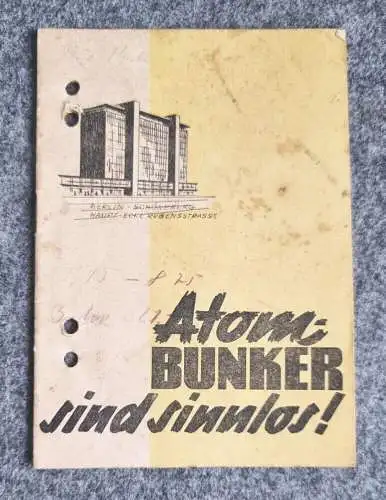 BERLIN - SCHÖNEBERG
HAUPT- ECKE RUBENSSTRASSE
Atom-
BUNKER
sind sinnlos!